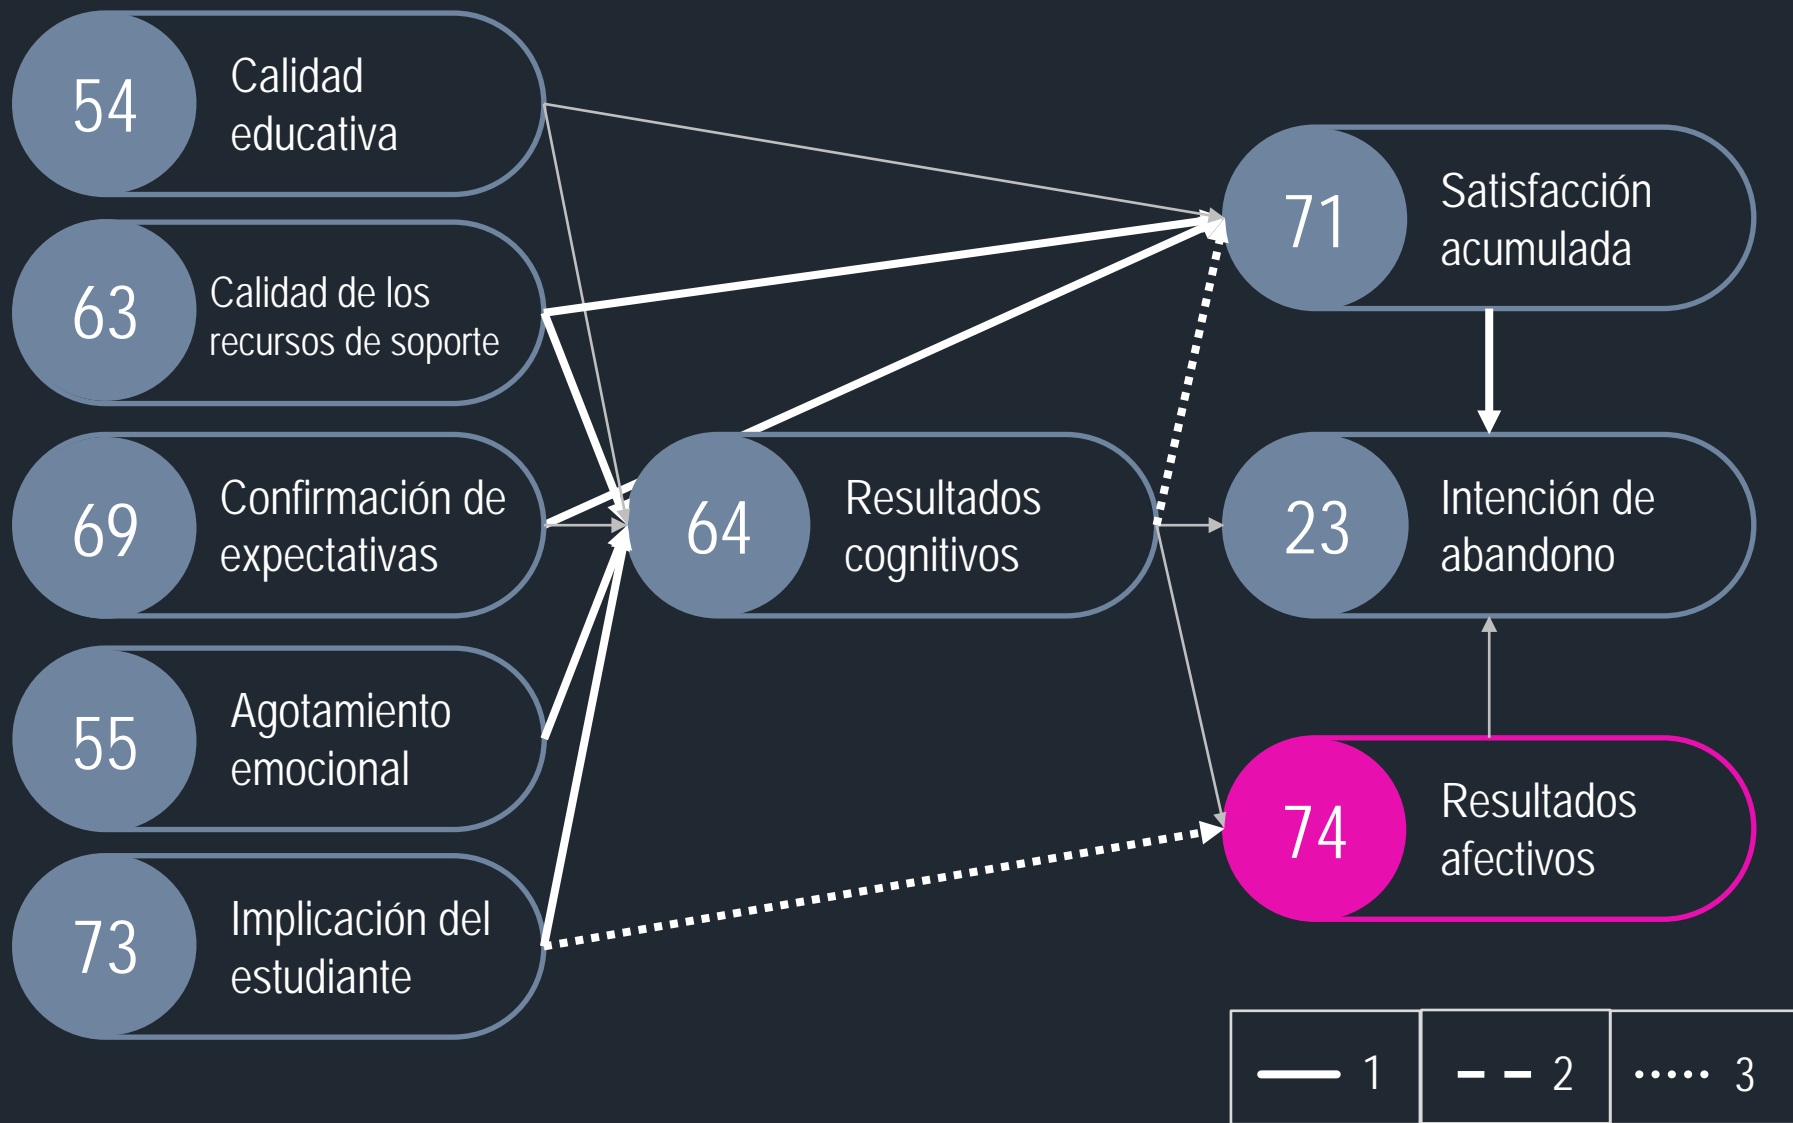 54
Calidad
educativa
63
Calidad de los
recursos de soporte
69
Confirmación de
expectativas
55
Agotamiento
emocional
73
Implicación del
estudiante
64
Resultados
cognitivos
71
Satisfacción
acumulada
23
Intención de
abandono
74
Resultados
afectivos
1
2
3